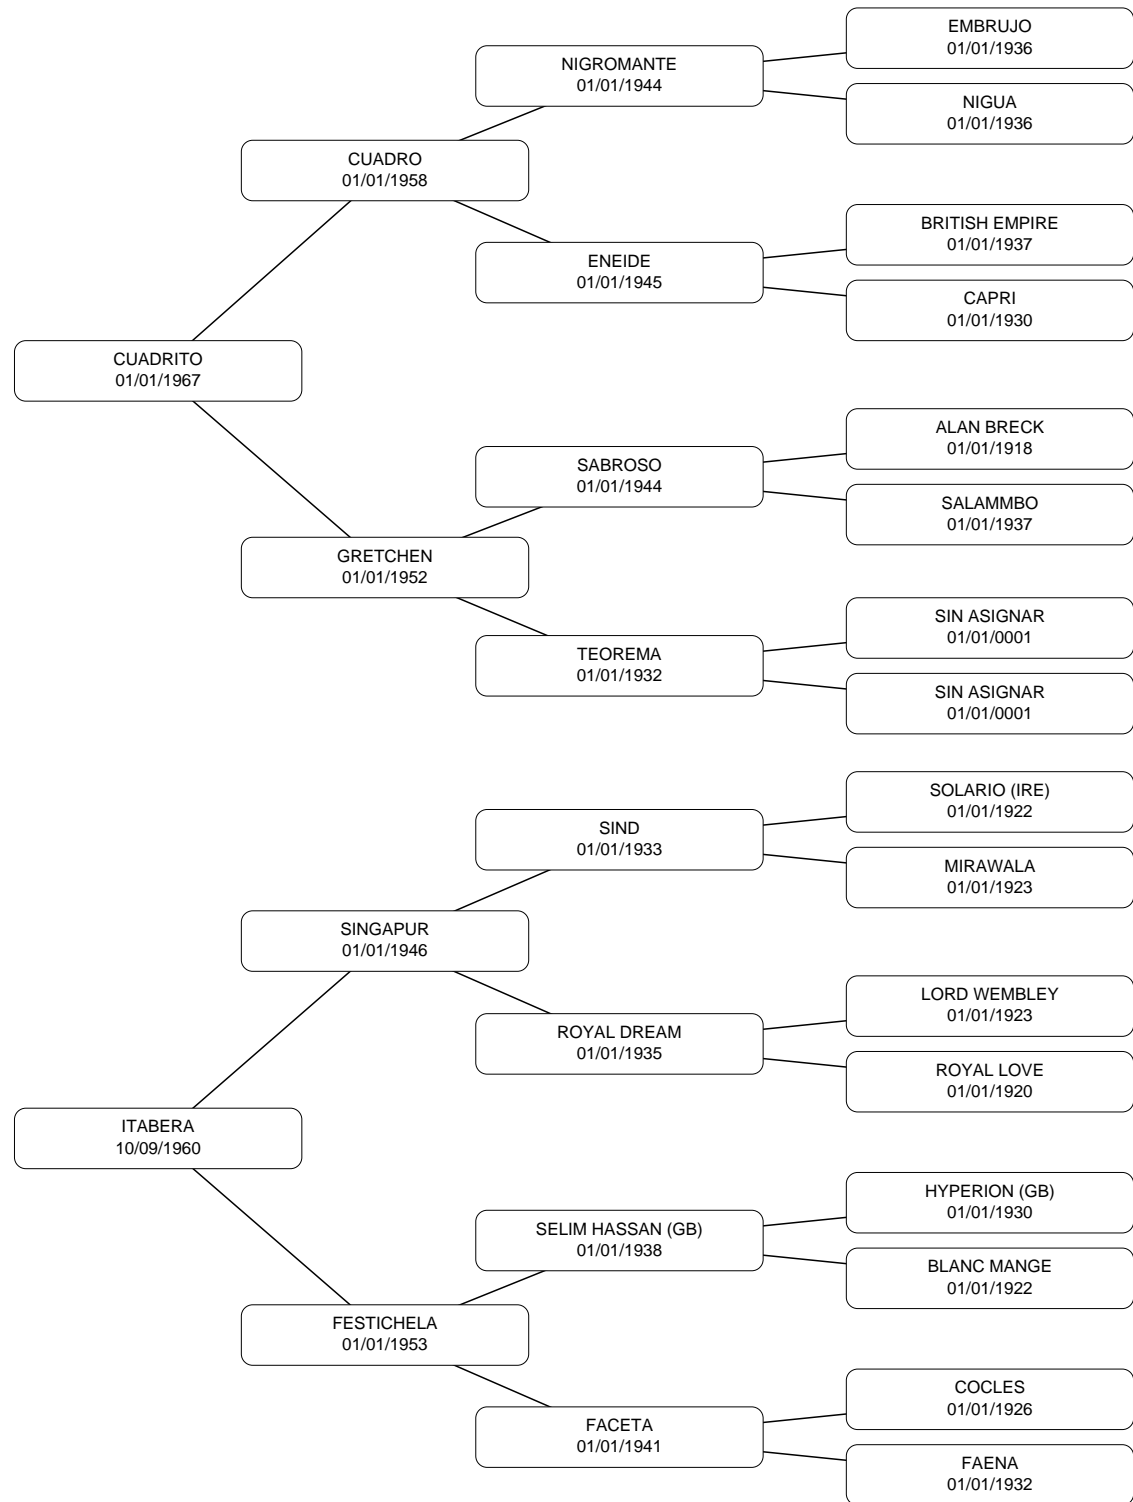 EMBRUJO
01/01/1936
NIGROMANTE
01/01/1944
NIGUA
01/01/1936
CUADRO
01/01/1958
BRITISH EMPIRE
01/01/1937
ENEIDE
01/01/1945
CAPRI
01/01/1930
CUADRITO
01/01/1967
ALAN BRECK
01/01/1918
SABROSO
01/01/1944
SALAMMBO
01/01/1937
GRETCHEN
01/01/1952
SIN ASIGNAR
01/01/0001
TEOREMA
01/01/1932
SIN ASIGNAR
01/01/0001
SOLARIO (IRE)
01/01/1922
SIND
01/01/1933
MIRAWALA
01/01/1923
SINGAPUR
01/01/1946
LORD WEMBLEY
01/01/1923
ROYAL DREAM
01/01/1935
ROYAL LOVE
01/01/1920
ITABERA
10/09/1960
HYPERION (GB)
01/01/1930
SELIM HASSAN (GB)
01/01/1938
BLANC MANGE
01/01/1922
FESTICHELA
01/01/1953
COCLES
01/01/1926
FACETA
01/01/1941
FAENA
01/01/1932